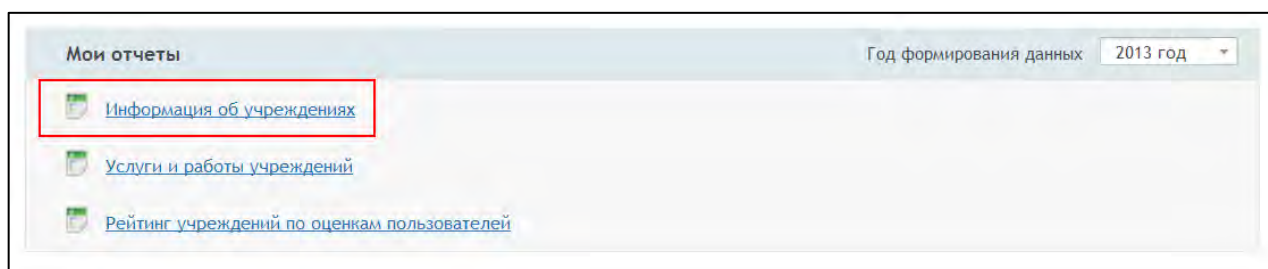 Мои отчеты Год формирования данных 2013 год
Информация об учреждениях
Услуги и работы учреждений
Рейтинг учреждений по оценкам пользователей